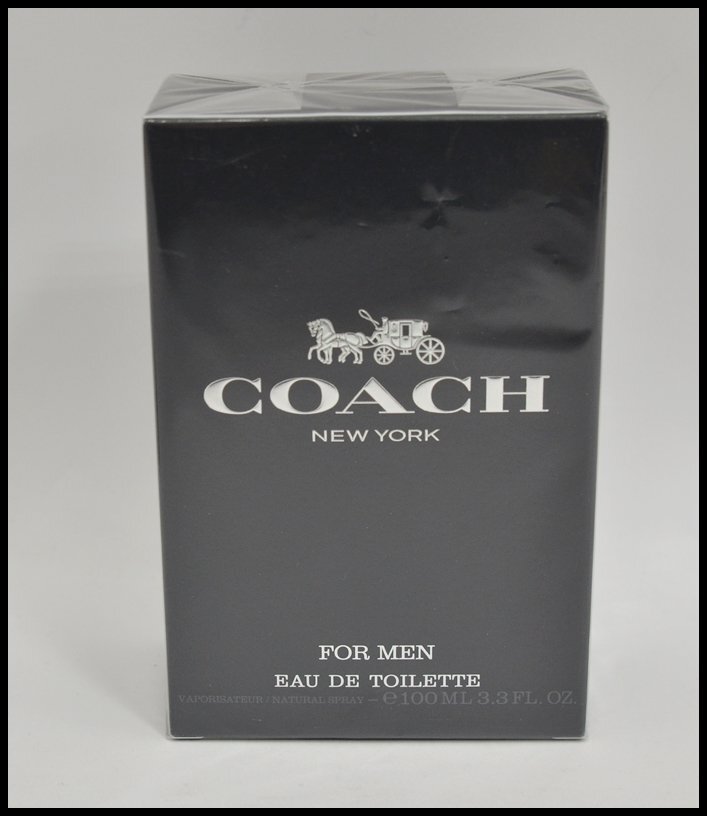 COACH
NEW YORK
FOR MEN
EAU DE TOILETTE
VAPORISATEUR / NATURAL SPRAY – ℮100 ML 3.3 FL. OZ.